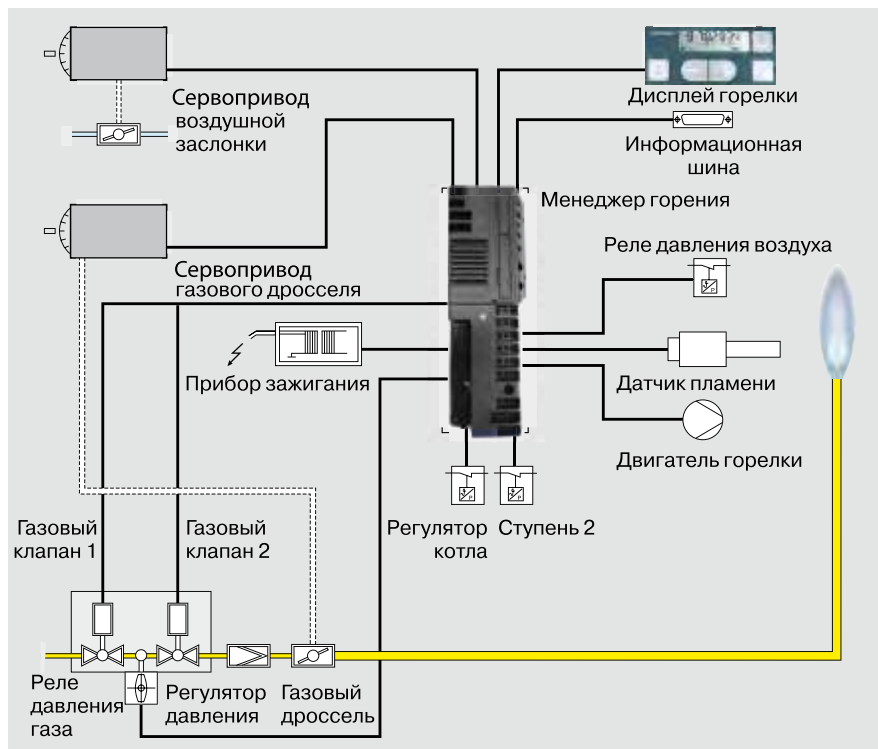 Сервопривод
воздушной
заслонки
Дисплей горелки
Информационная
шина
Менеджер горения
Реле давления воздуха
Сервопривод
газового дросселя
Прибор зажигания
Датчик пламени
Двигатель горелки
Газовый
клапан 1
Газовый
клапан 2
Регулятор
котла
Ступень 2
Реле
давления
газа
Регулятор
давления
Газовый
дроссель